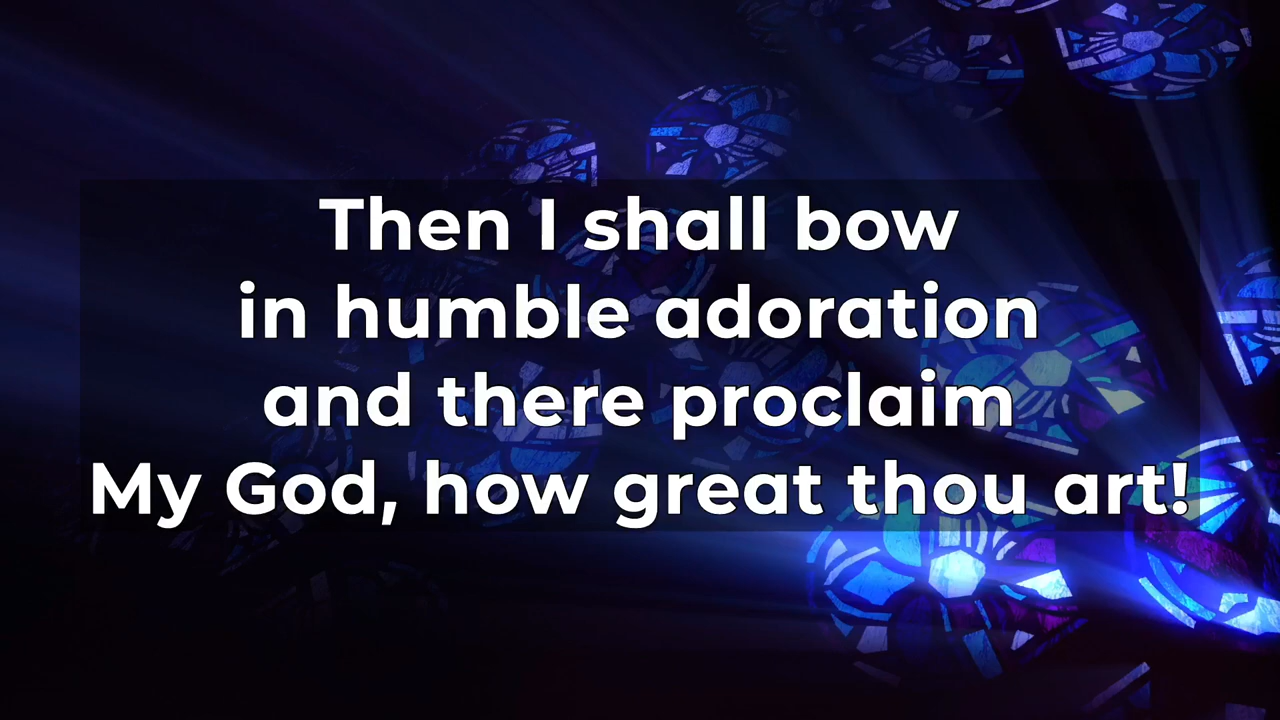 Then I shall bow
in humble adoration
and there proclaim
My God, how great thou art!